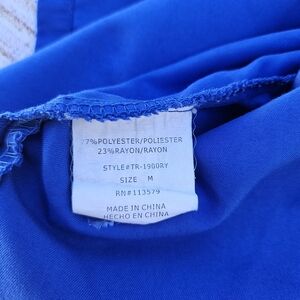 7%POLYESTER/POLIESTER
23%RAYON/RAYON
STYLE#TR-1900RY
SIZE M
RN#113579
MADE IN CHINA
HECHO EN CHINA